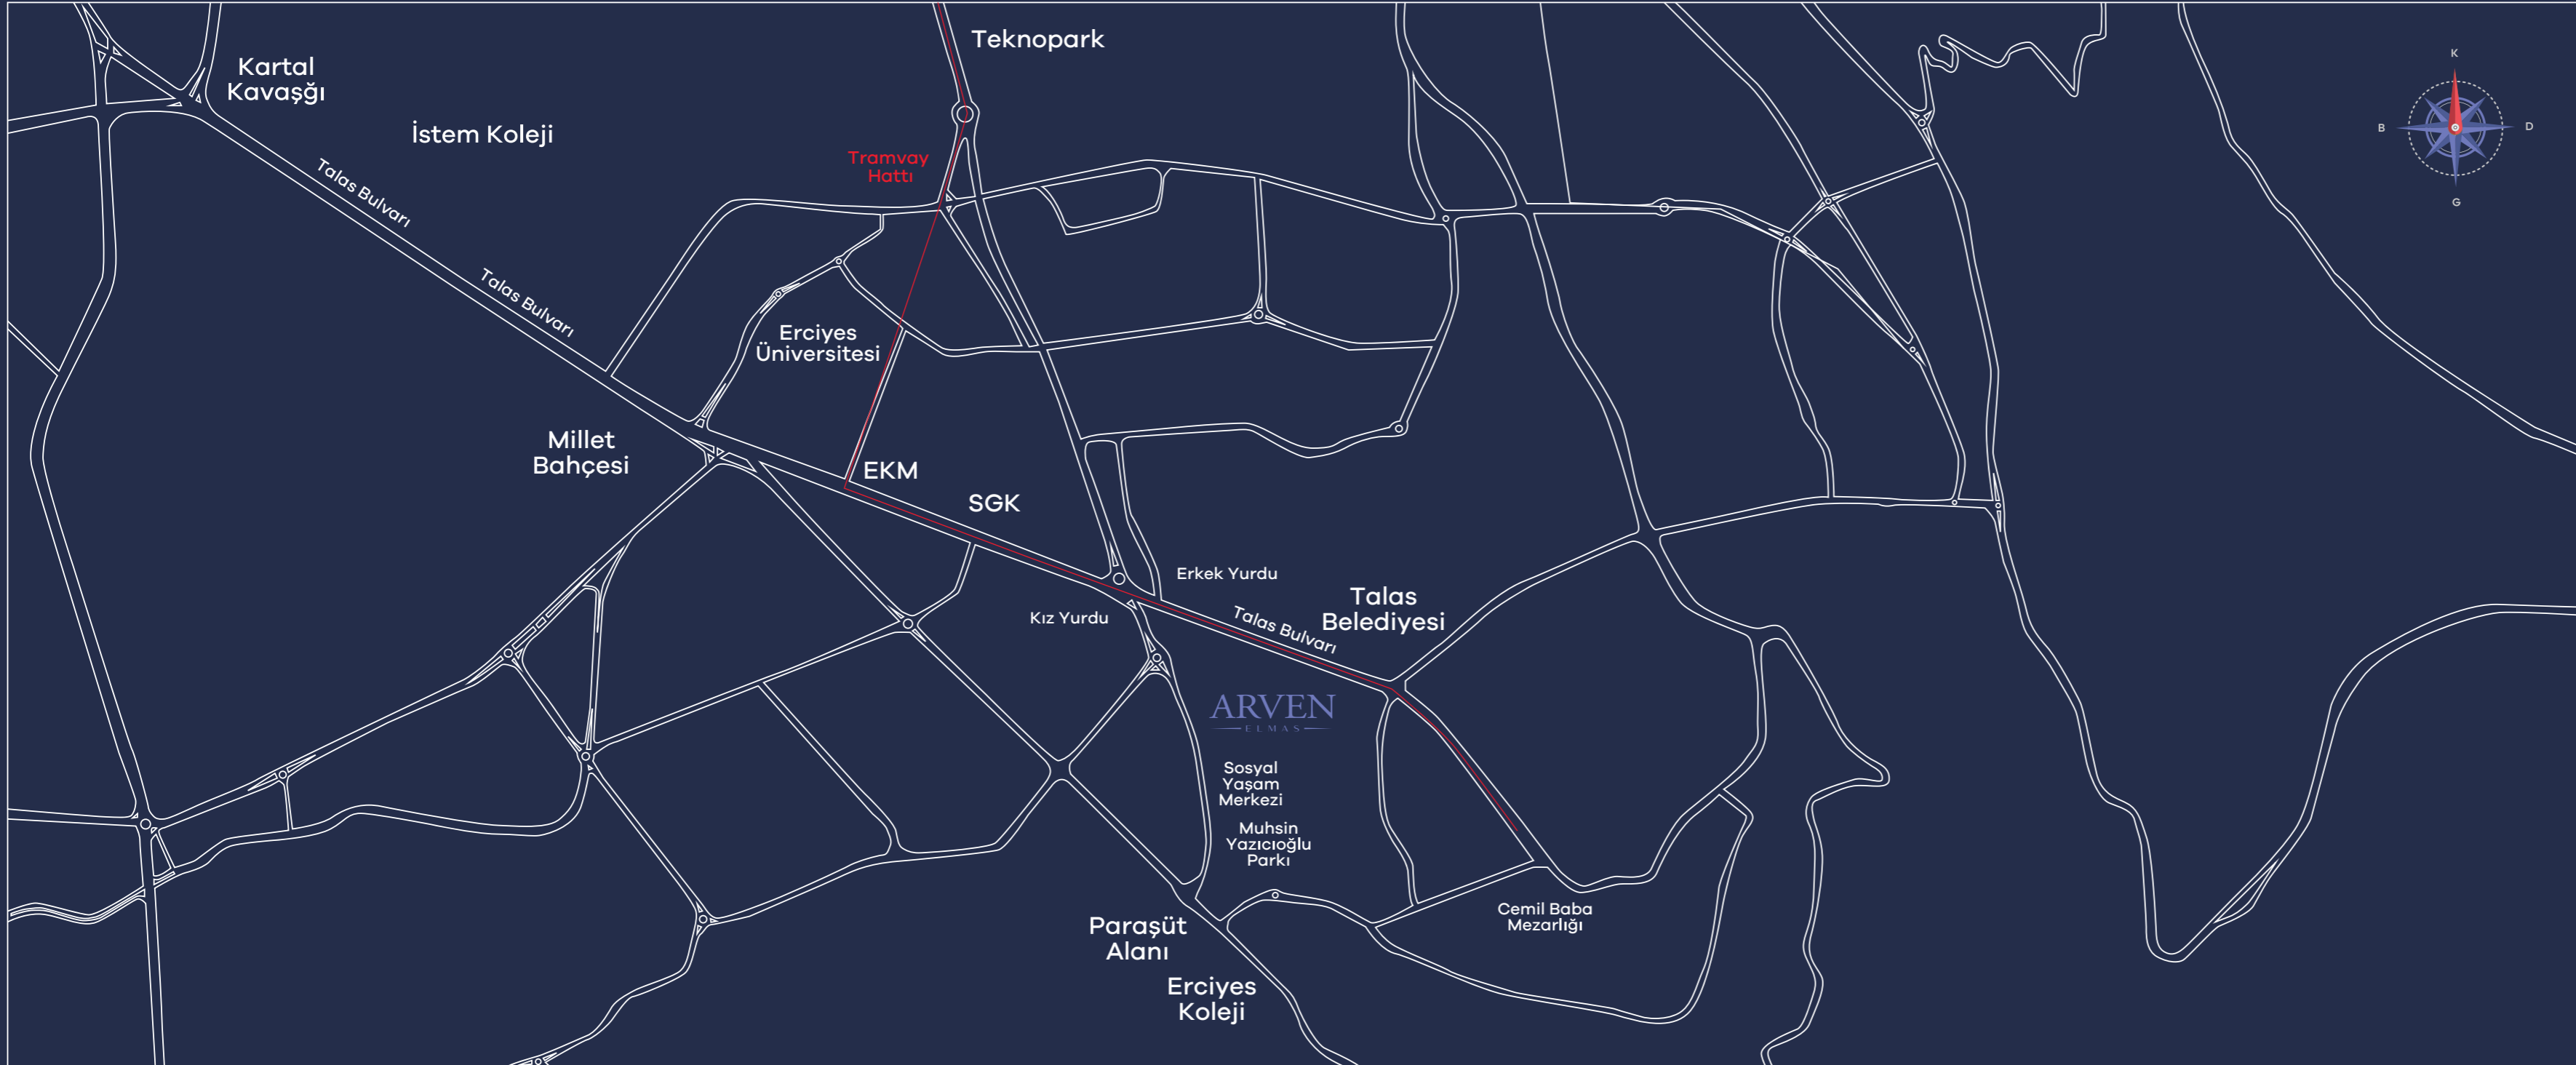 Teknopark
Kartal
Kavaşğı
İstem Koleji
Tramvay
Hattı
K
B
D
G
Talas Bulvarı
Talas Bulvarı
Erciyes
Üniversitesi
Millet
Bahçesi
EKM
SGK
Erkek Yurdu
Kız Yurdu
Talas Bulvarı
Talas
Belediyesi
ARVEN
ELMAS
Sosyal
Yaşam
Merkezi
Muhsin
Yazıcıoğlu
Parkı
Cemil Baba
Mezarlığı
Paraşüt
Alanı
Erciyes
Koleji